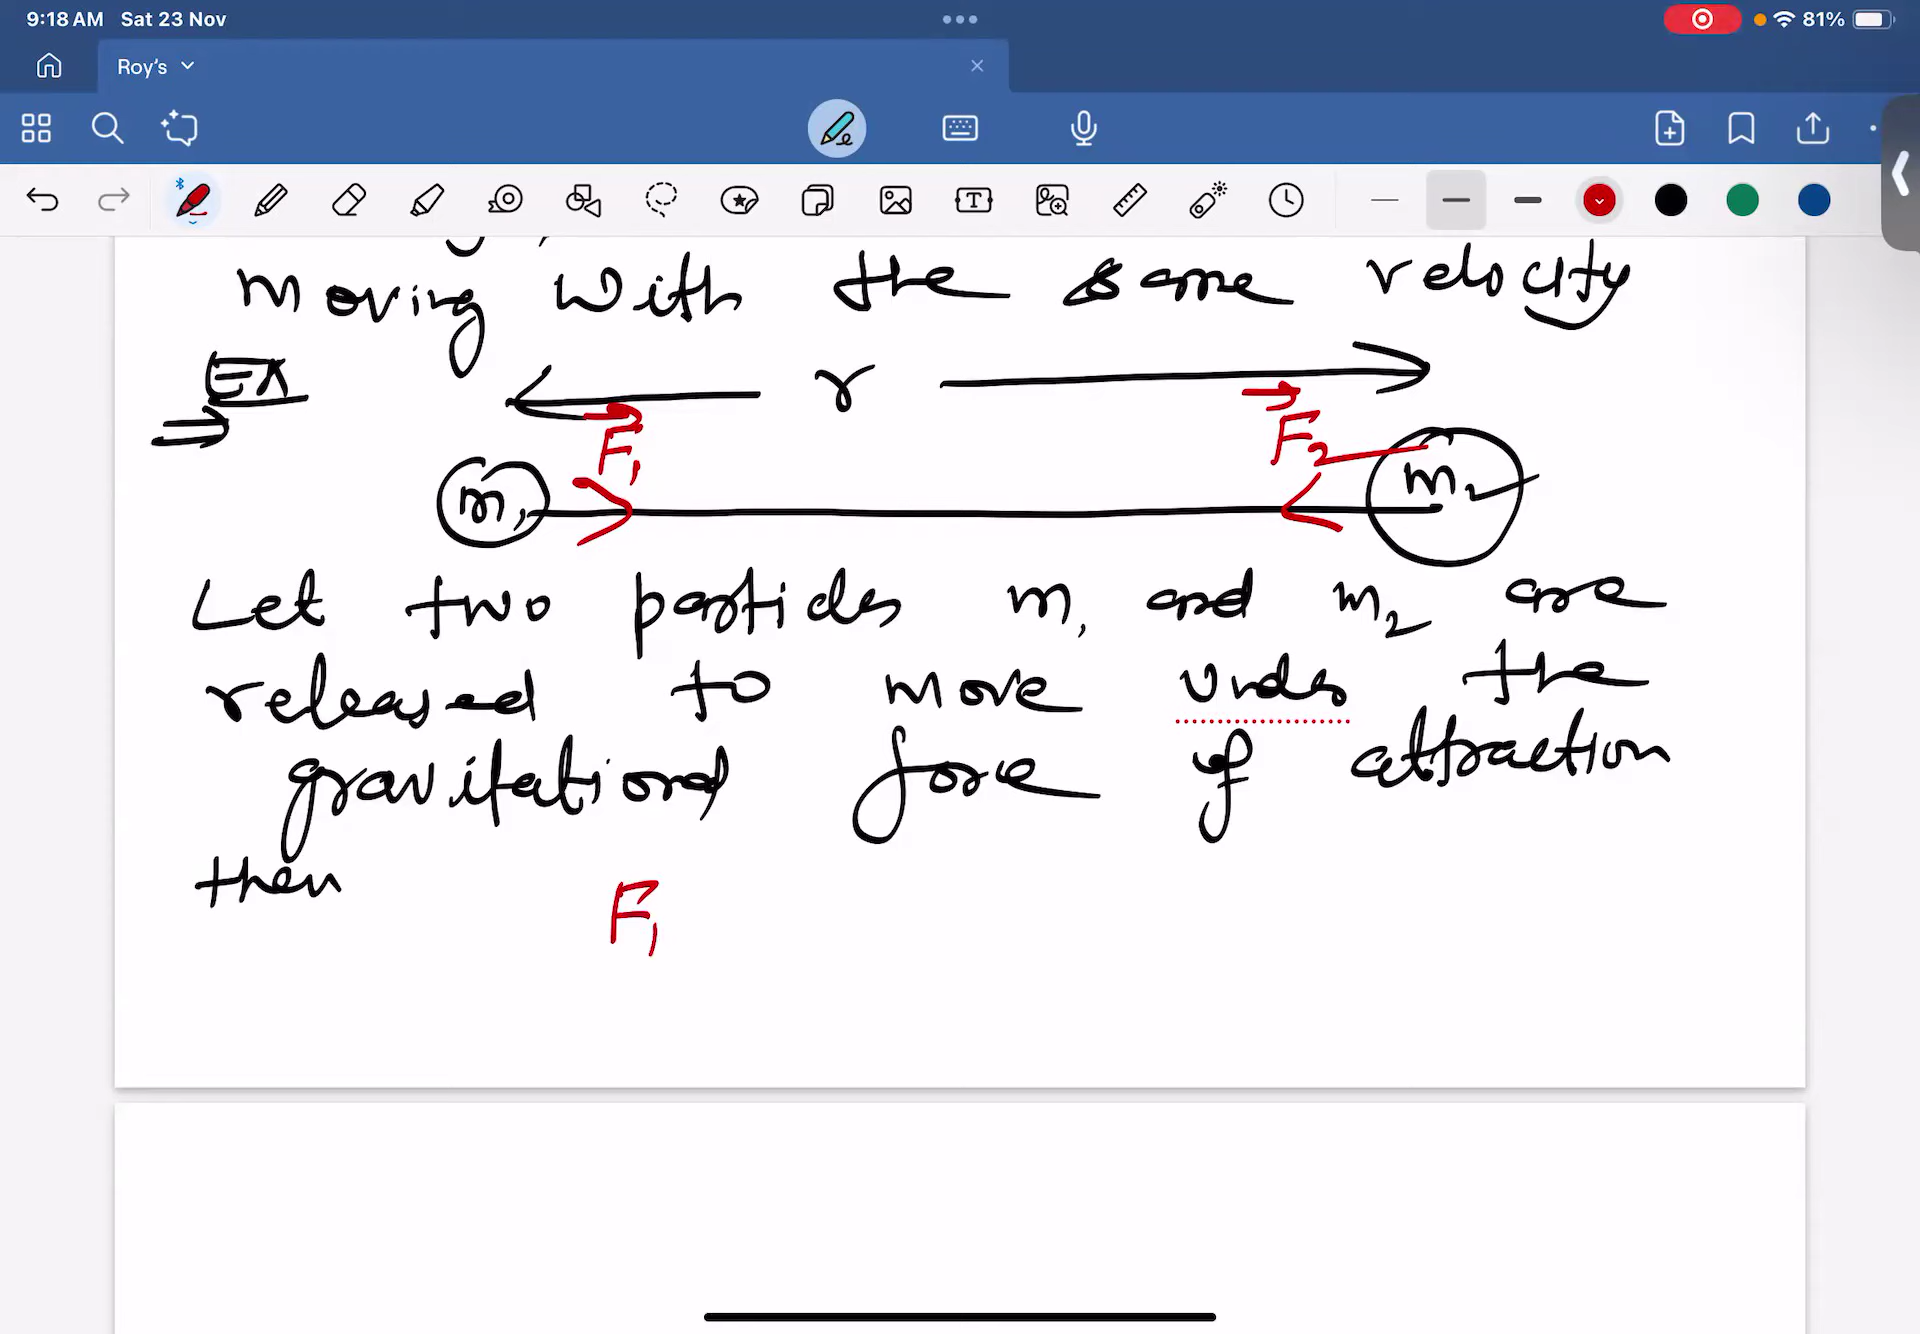 9:18 AM Sat 23 Nov
81%
Roy's
moving with the same velocity
EX
r
F₁
F₂
m₁
m₂
Let two particles m₁ and m₂ are
released to move under the
gravitational force of attraction
then
F₁